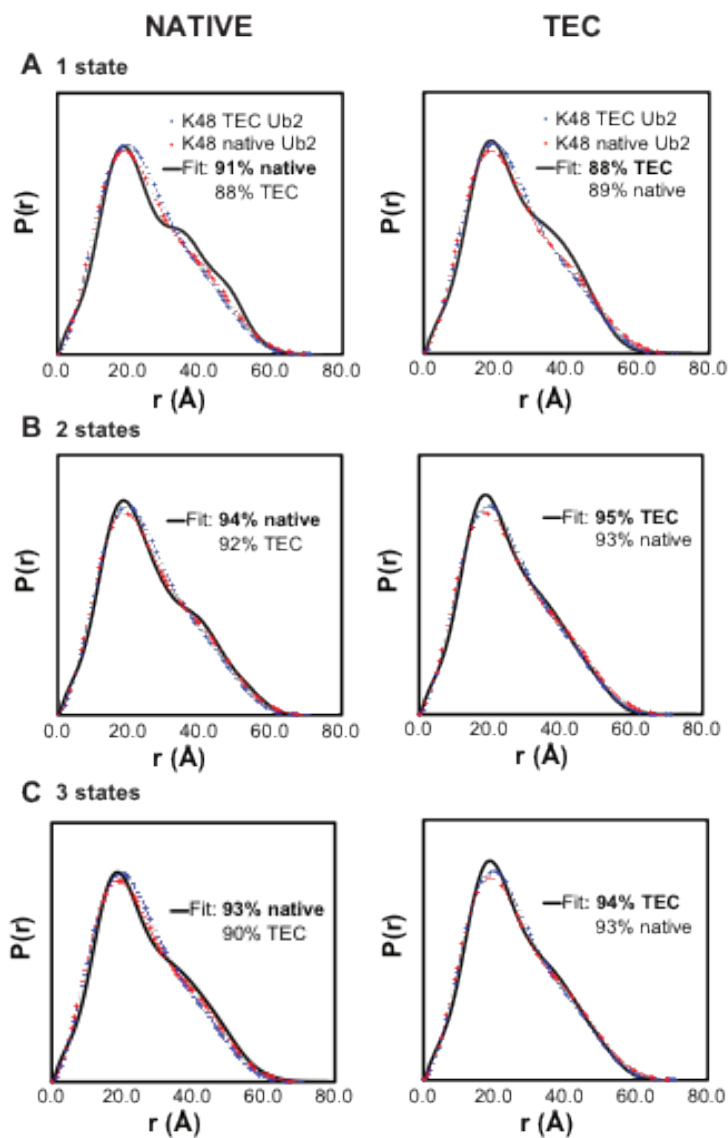 NATIVE
TEC
A 1 state
K48 TEC Ub2
K48 native Ub2
Fit: 91% native
88% TEC
P(r)
0.0 20.0 40.0 60.0 80.0
r (Å)
Fit: 88% TEC
89% native
K48 TEC Ub2
K48 native Ub2
P(r)
0.0 20.0 40.0 60.0 80.0
r (Å)
B 2 states
Fit: 94% native
92% TEC
P(r)
0.0 20.0 40.0 60.0 80.0
r (Å)
Fit: 95% TEC
93% native
P(r)
0.0 20.0 40.0 60.0 80.0
r (Å)
C 3 states
Fit: 93% native
90% TEC
P(r)
0.0 20.0 40.0 60.0 80.0
r (Å)
Fit: 94% TEC
93% native
P(r)
0.0 20.0 40.0 60.0 80.0
r (Å)